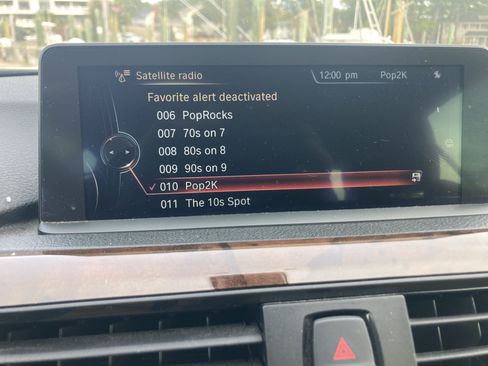 Satellite radio 12:00 pm Pop2K
Favorite alert deactivated
006 PopRocks
007 70s on 7
008 80s on 8
009 90s on 9
010 Pop2K
011 The 10s Spot